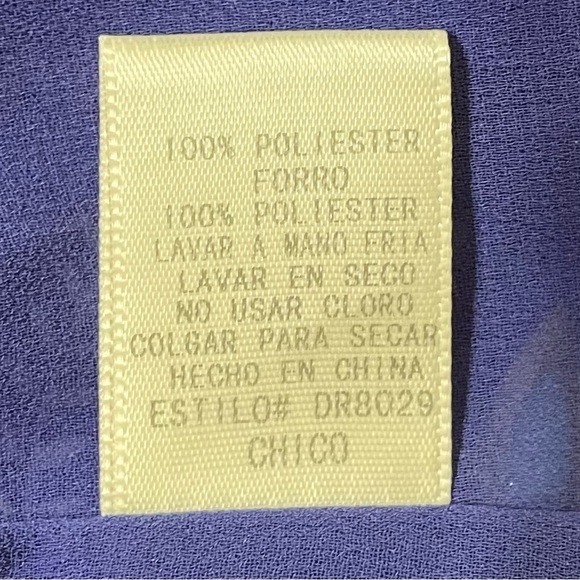 100% POLIESTER
FORRO
100% POLIESTER
LAVAR A MANO FRIA
LAVAR EN SECO
NO USAR CLORO
COLGAR PARA SECAR
HECHO EN CHINA
ESTILO# DR8029
CHICO